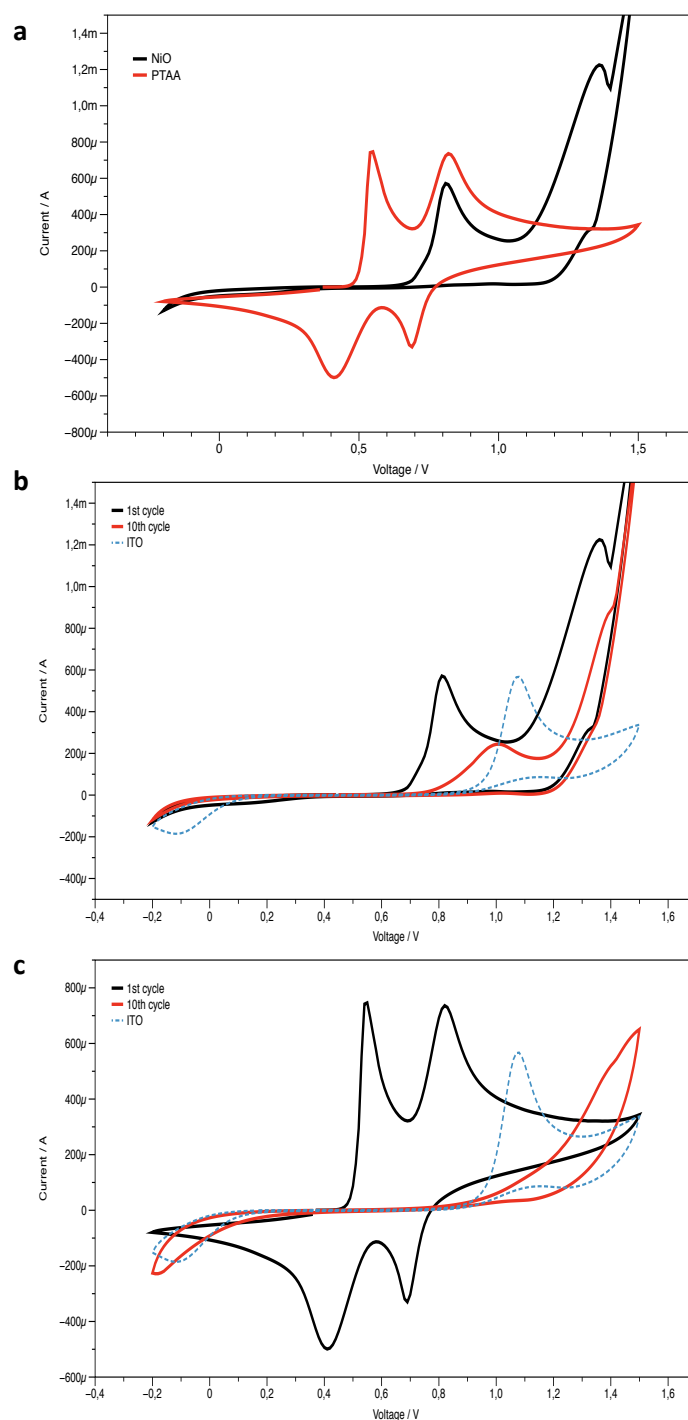 a
1,4m
1,2m
1,0m
800µ
600µ
400µ
200µ
0
−200µ
−400µ
−600µ
−800µ
Current / A
NiO
PTAA
0
0,5
1,0
1,5
Voltage / V
b
1,4m
1,2m
1,0m
800µ
600µ
400µ
200µ
0
−200µ
−400µ
Current / A
1st cycle
10th cycle
ITO
−0,4
−0,2
0
0,2
0,4
0,6
0,8
1,0
1,2
1,4
1,6
Voltage / V
c
800µ
600µ
400µ
200µ
0
−200µ
−400µ
−600µ
Current / A
1st cycle
10th cycle
ITO
−0,4
−0,2
0
0,2
0,4
0,6
0,8
1,0
1,2
1,4
1,6
Voltage / V